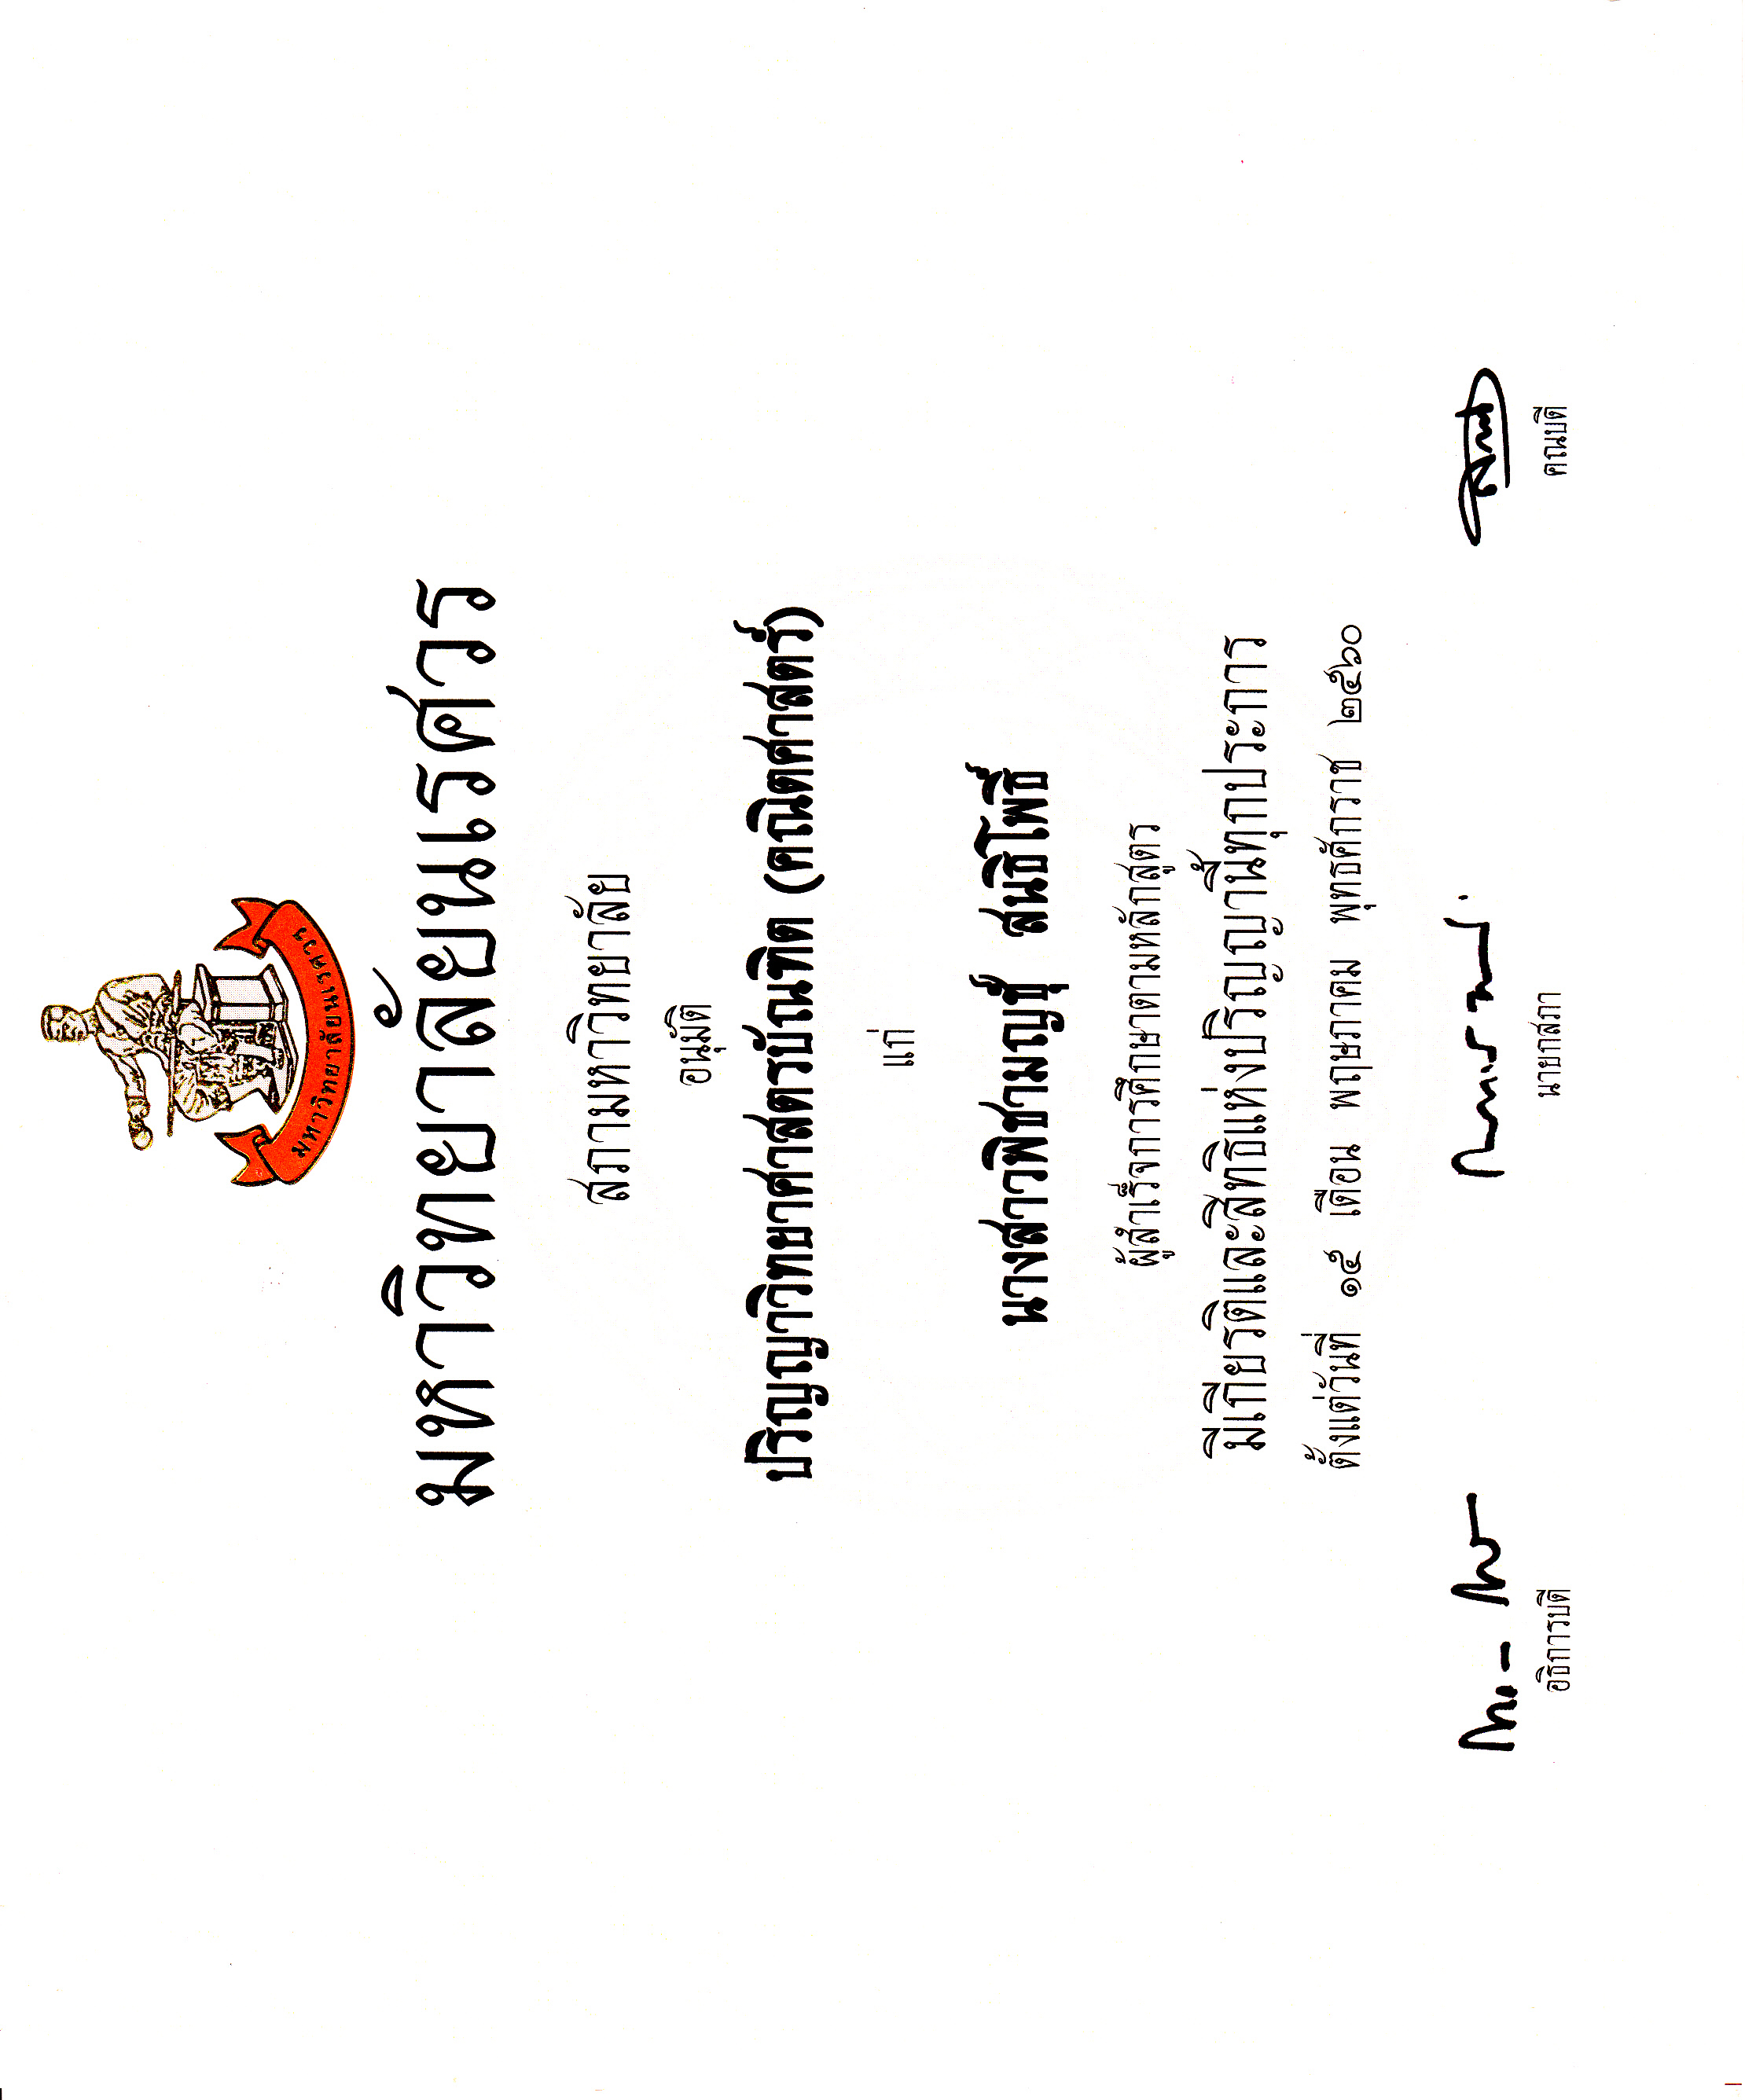 มหาวิทยาลัยนเรศวร
มหาวิทยาลัยนเรศวร
สภามหาวิทยาลัย
อนุมัติ
ปริญญาวิทยาศาสตรบัณฑิต (คณิตศาสตร์)
แก่
นางสาวพิชามญชุ์ สนธิโพธิ์
ผู้สำเร็จการศึกษาตามหลักสูตร
มีเกียรติและสิทธิแห่งปริญญานี้ทุกประการ
ตั้งแต่วันที่ ๑๕ เดือน พฤษภาคม พุทธศักราช ๒๕๖๐
อธิการบดี นายกสภา คณบดี